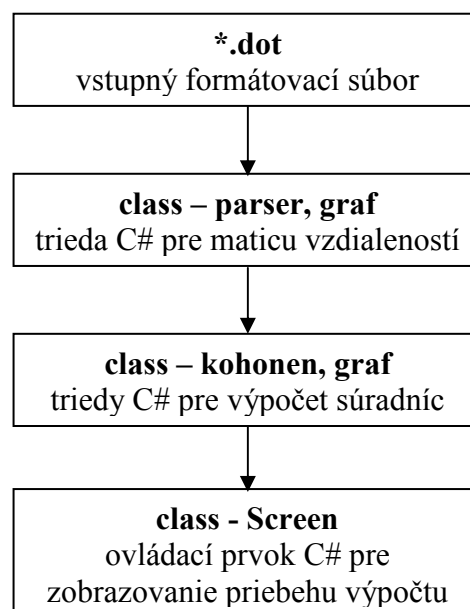 *.dot
vstupný formátovací súbor
class – parser, graf
trieda C# pre maticu vzdialeností
class – kohonen, graf
triedy C# pre výpočet súradníc
class - Screen
ovládací prvok C# pre
zobrazovanie priebehu výpočtu